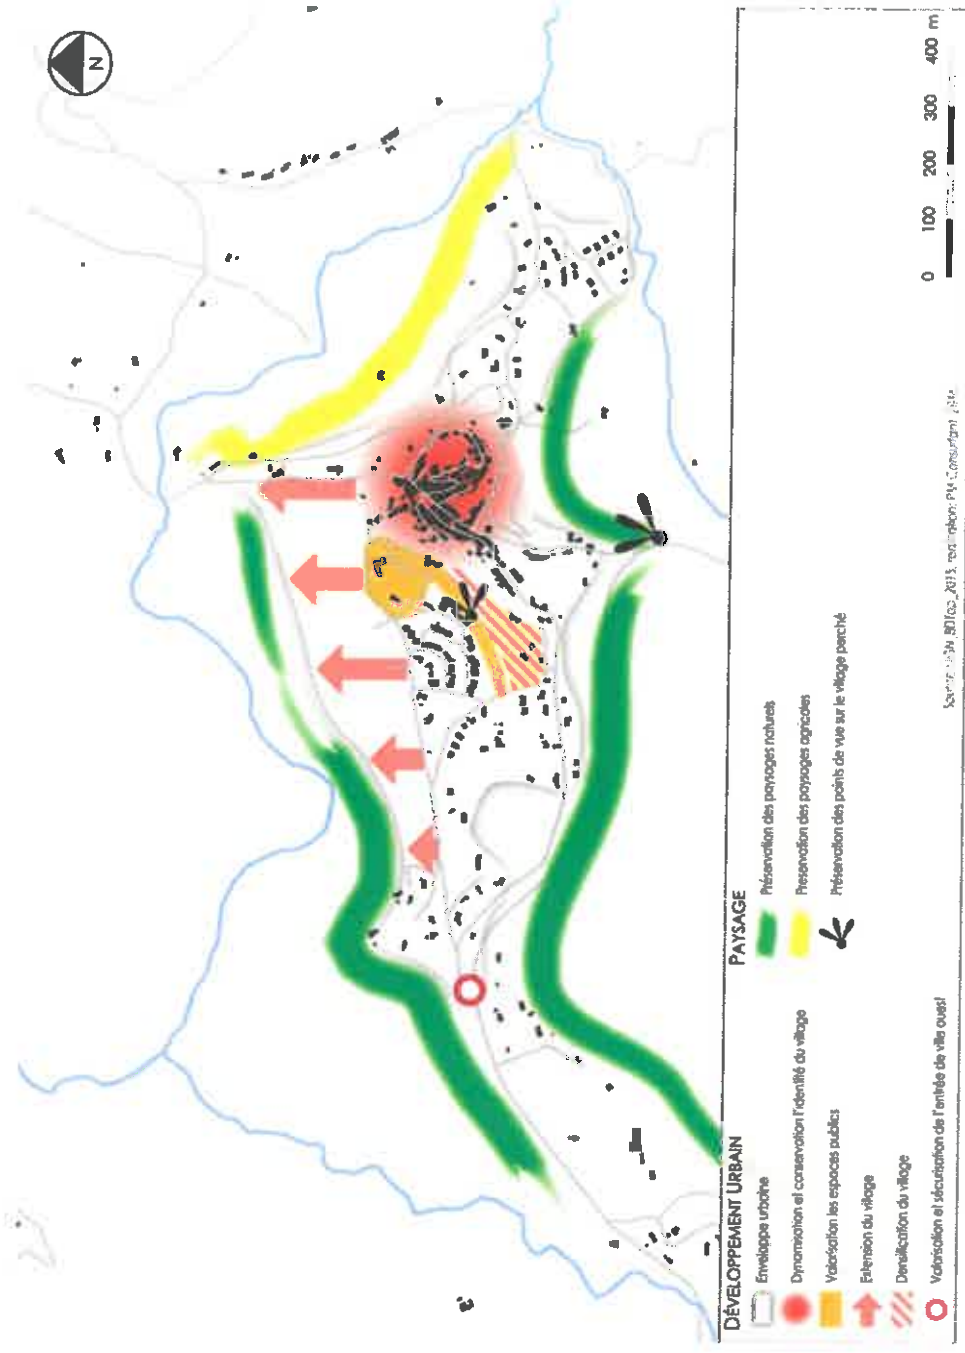 N
DÉVELOPPEMENT URBAIN
Enveloppe urbaine
Dynamisation et conservation l'identité du village
Valorisation les espaces publics
Extension du village
Densification du village
Valorisation et sécurisation de l'entrée de ville ouest
PAYSAGE
Préservation des paysages naturels
Préservation des paysages agricoles
Préservation des points de vue sur le village perché
0 100 200 300 400 m